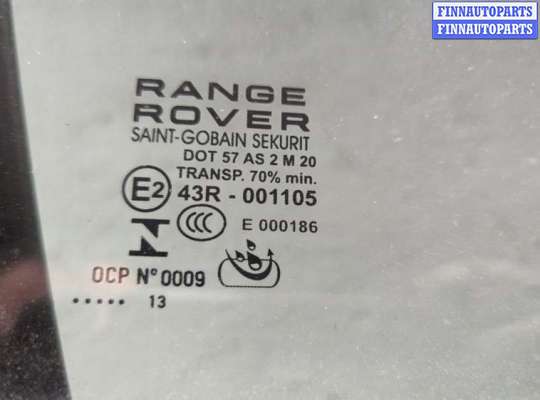 FINNAUTOPARTS
FINNAUTOPARTS
RANGE
ROVER
SAINT-GOBAIN SEKURIT
DOT 57 AS 2 M 20
TRANSP. 70% min.
E2 43R - 001105
CCC E 000186
OCP N° 0009
..... 13